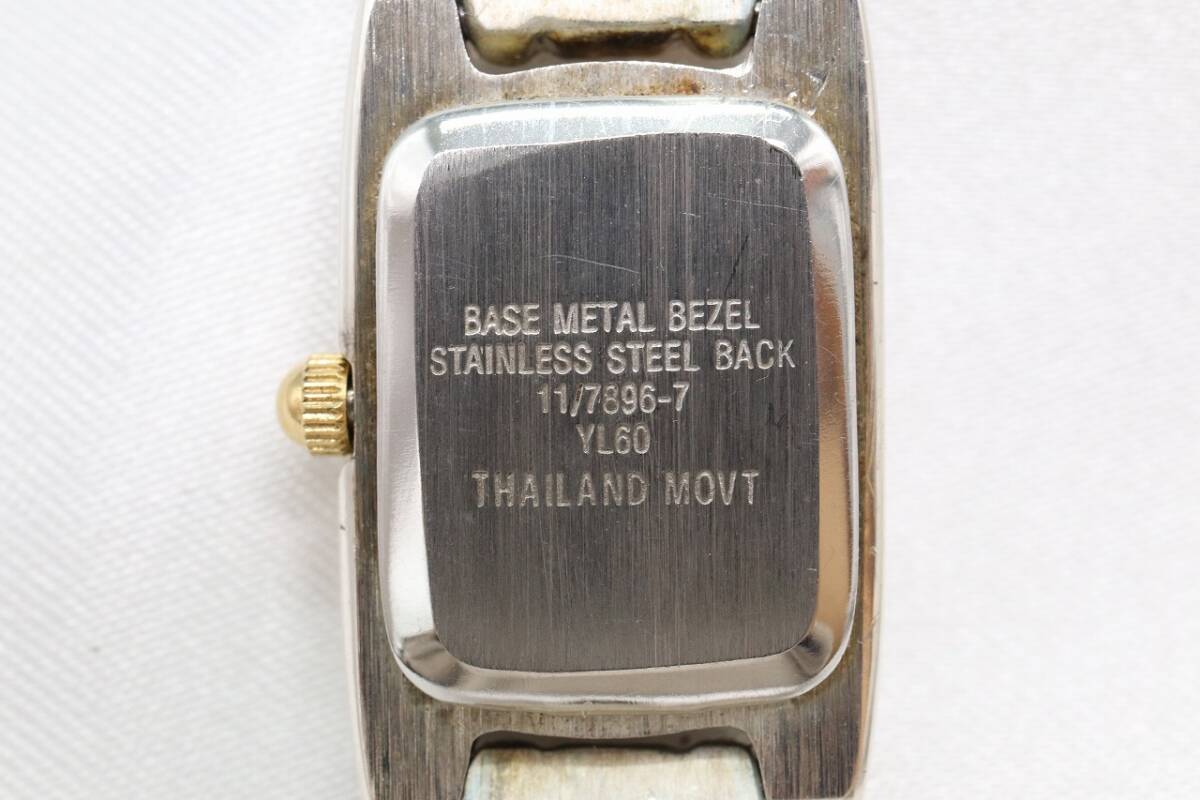 BASE METAL BEZEL
STAINLESS STEEL BACK
11/7896-7
YL60
THAILAND MOVT